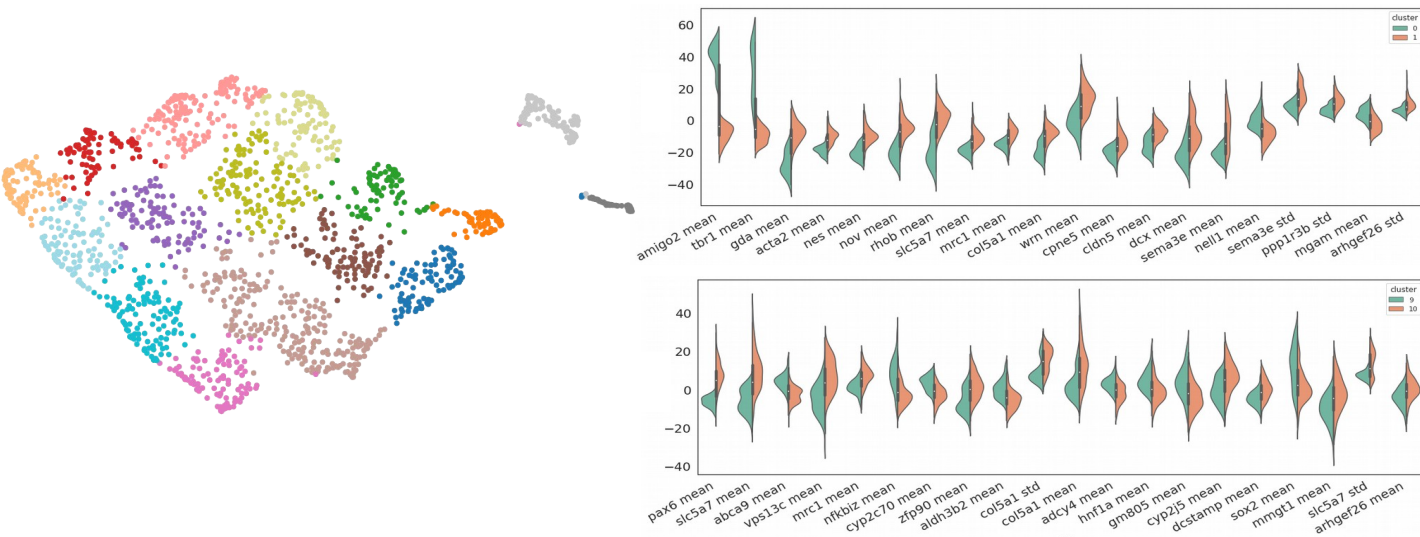 cluster
0
1
60
40
20
0
−20
−40
amigo2 mean
tbr1 mean
gda mean
acta2 mean
nes mean
nov mean
rhob mean
slc5a7 mean
mrc1 mean
col5a1 mean
wrn mean
cpne5 mean
cldn5 mean
dcx mean
sema3e mean
nell1 mean
sema3e std
ppp1r3b std
mgam mean
arhgef26 std
cluster
9
10
40
20
0
−20
−40
pax6 mean
slc5a7 mean
abca9 mean
vps13c mean
mrc1 mean
nfkbiz mean
cyp2c70 mean
zfp90 mean
aldh3b2 mean
col5a1 std
col5a1 mean
adcy4 mean
hnf1a mean
gm805 mean
cyp2j5 mean
dcstamp mean
sox2 mean
mmgt1 mean
slc5a7 std
arhgef26 mean